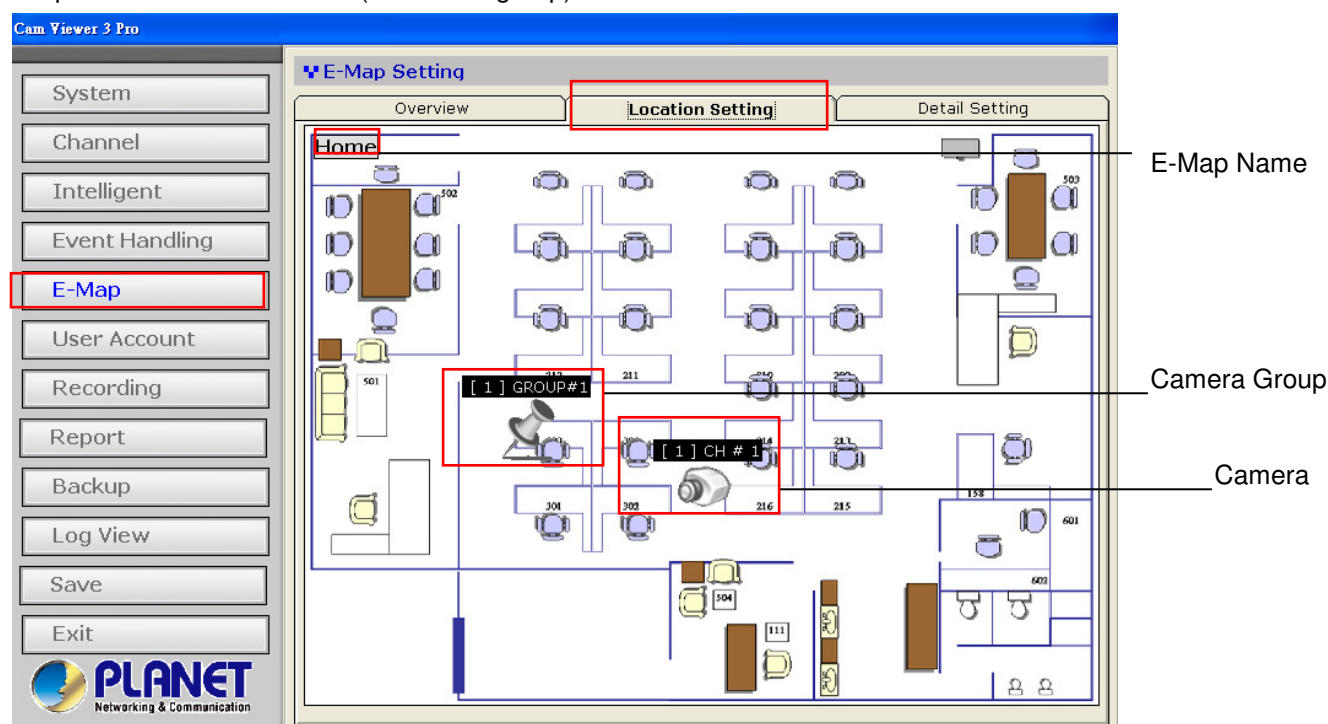 Cam Viewer 3 Pro
E-Map Setting
System
Channel
Intelligent
Event Handling
E-Map
User Account
Recording
Report
Backup
Log View
Save
Exit
PLANET
Networking & Communication
Overview
Location Setting
Detail Setting
Home
E-Map Name
502
503
211
501
[ 1 ] GROUP#1
Camera Group
[ 1 ] CH # 1
Camera
301
302
216
215
158
601
602
504
111